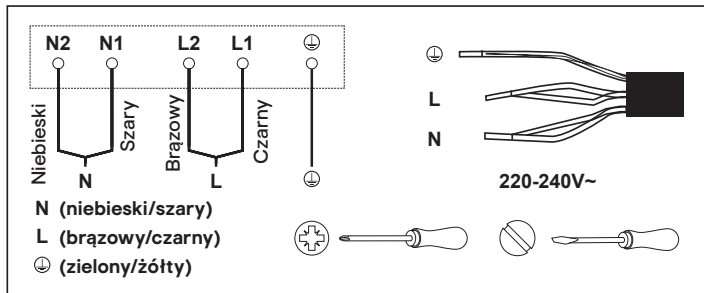 N2 N1 L2 L1 ⏚
Niebieski
Szary
Brązowy
Czarny
N L ⏚
N (niebieski/szary)
L (brązowy/czarny)
⏚ (zielony/żółty)
⏚
L
N
220-240V~